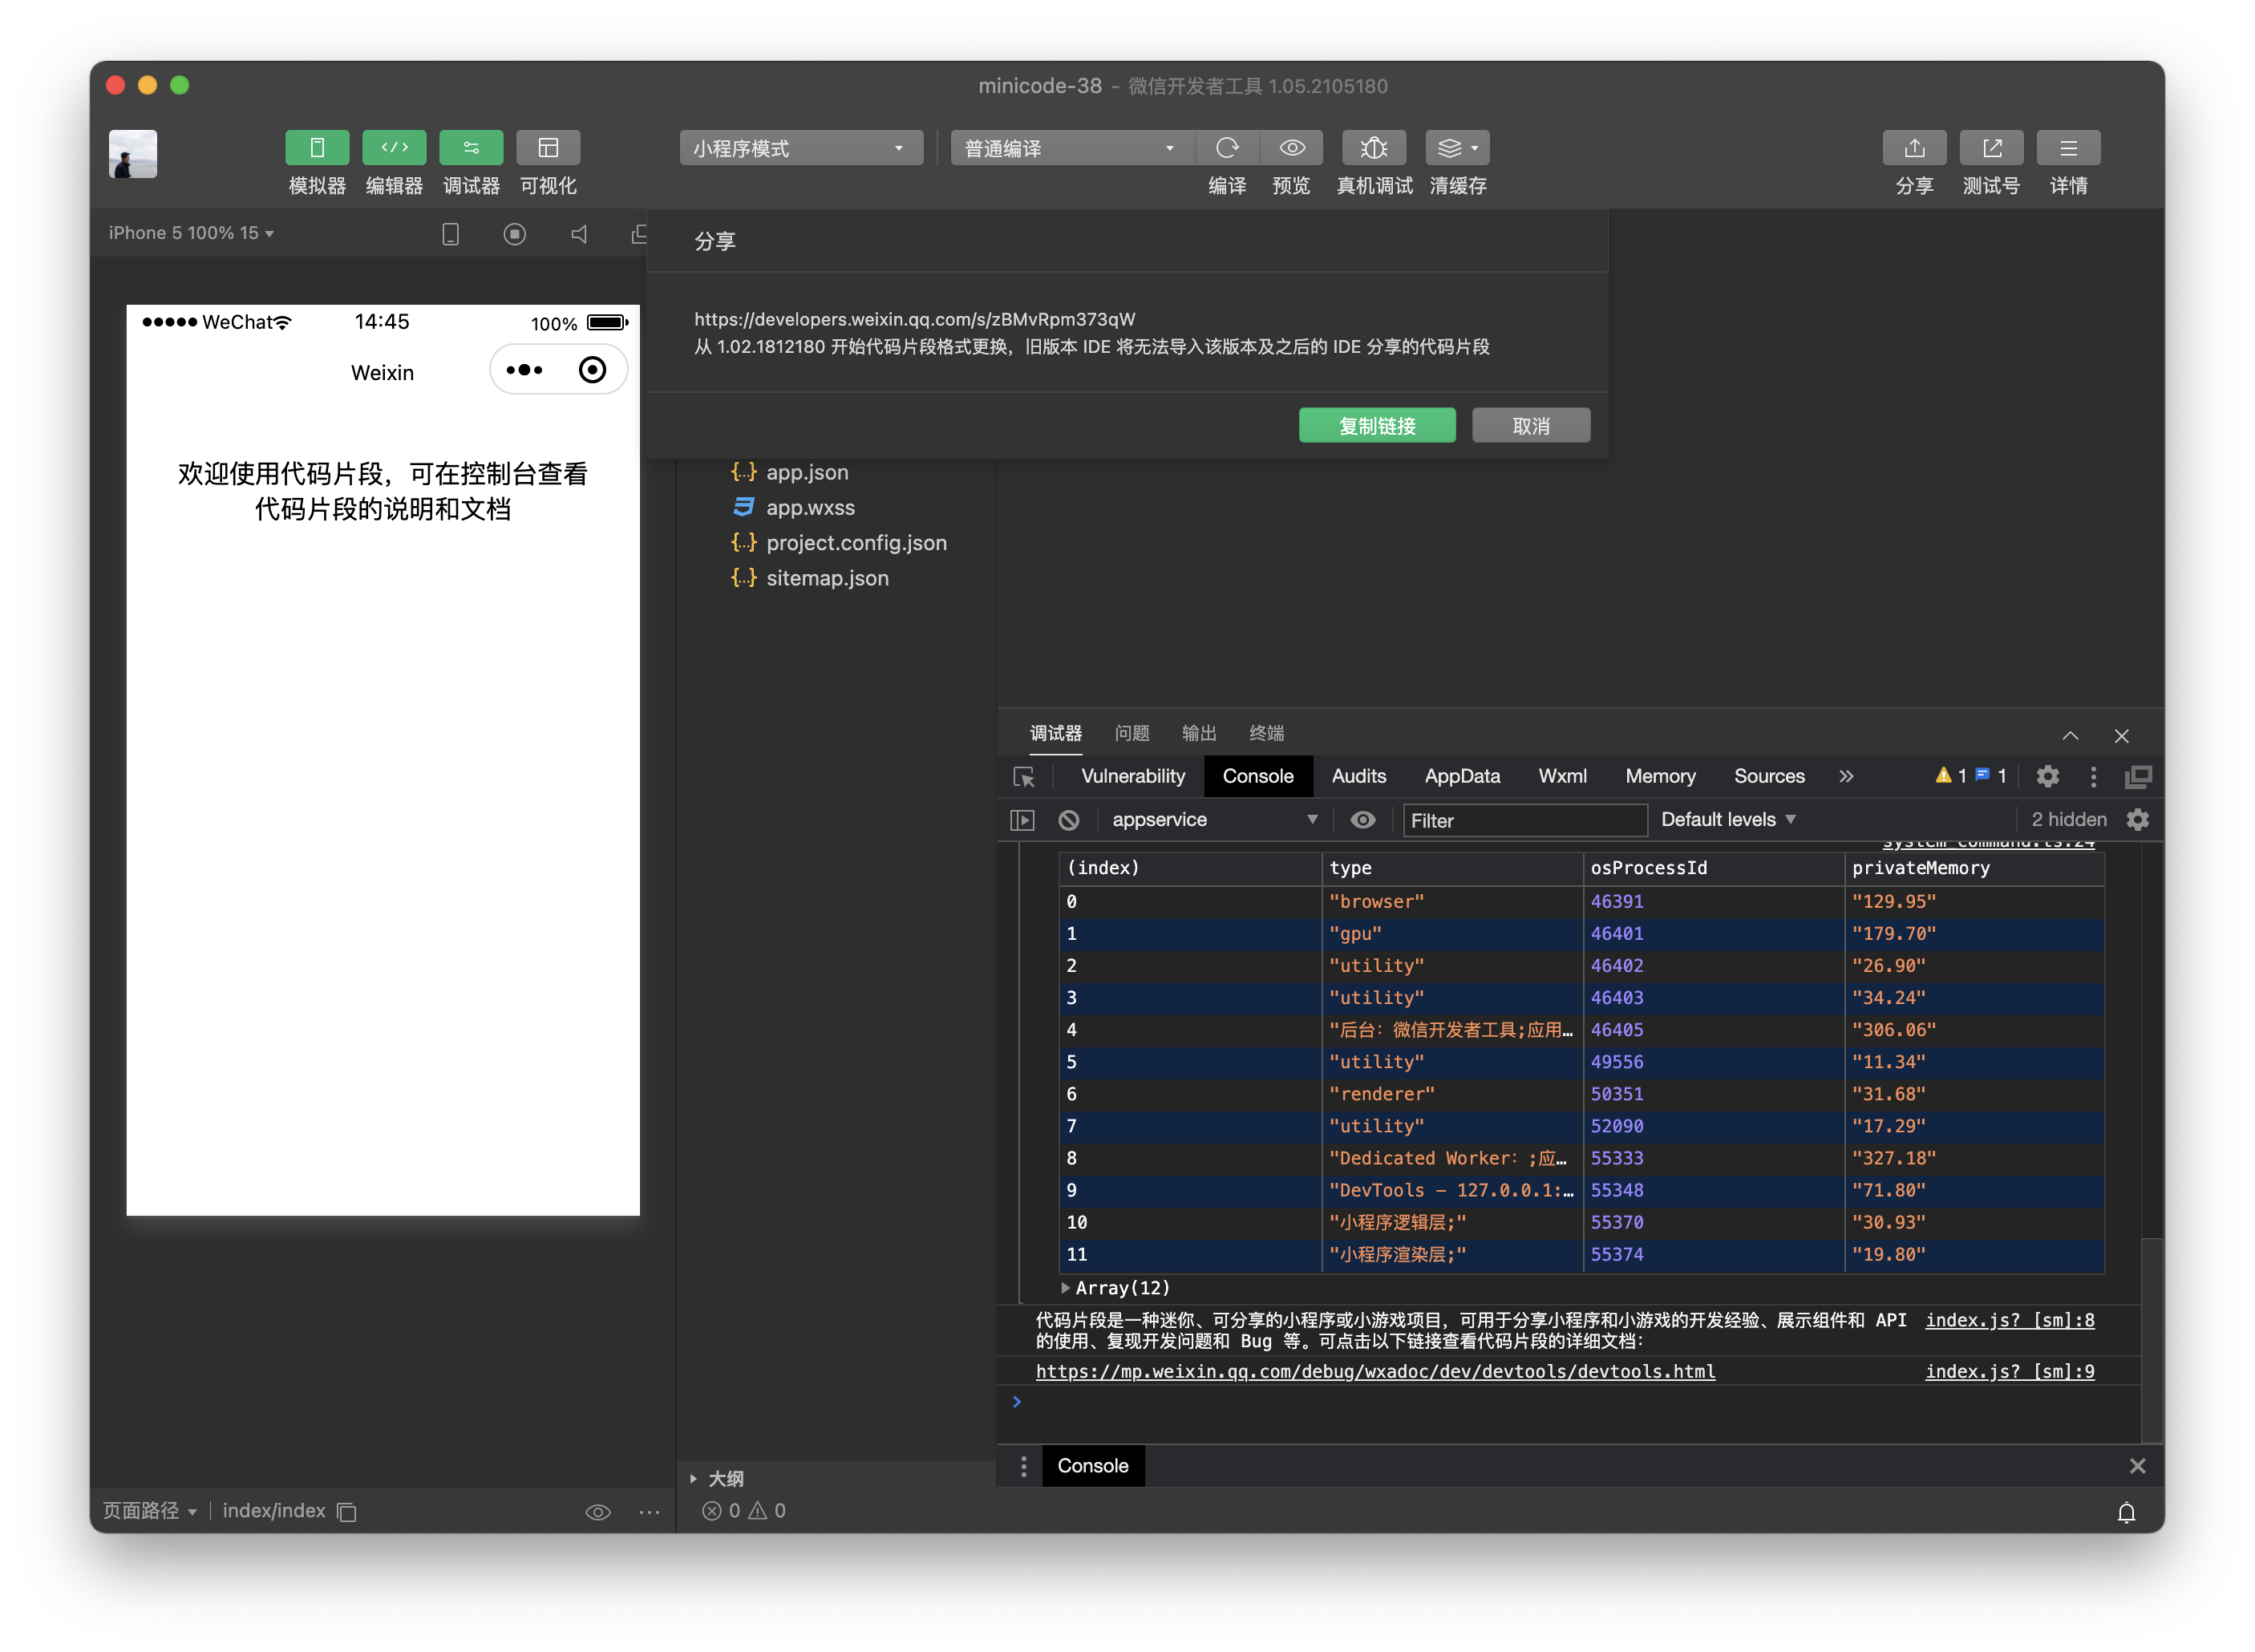 minicode-38 – 微信开发者工具 1.05.2105180
模拟器 编辑器 调试器 可视化
小程序模式 普通编译
编译 预览 真机调试 清缓存
分享 测试号 详情
iPhone 5 100% 15
WeChat 14:45 100%
Weixin
欢迎使用代码片段，可在控制台查看
代码片段的说明和文档
分享
https://developers.weixin.qq.com/s/zBMvRpm373qW
从 1.02.1812180 开始代码片段格式更换，旧版本 IDE 将无法导入该版本及之后的 IDE 分享的代码片段
复制链接 取消
{..} app.json
app.wxss
{..} project.config.json
{..} sitemap.json
调试器 问题 输出 终端
Vulnerability Console Audits AppData Wxml Memory Sources » 1 1
appservice Filter Default levels 2 hidden
system_command.ts:24
(index) type osProcessId privateMemory
0 "browser" 46391 "129.95"
1 "gpu" 46401 "179.70"
2 "utility" 46402 "26.90"
3 "utility" 46403 "34.24"
4 "后台: 微信开发者工具;应用… 46405 "306.06"
5 "utility" 49556 "11.34"
6 "renderer" 50351 "31.68"
7 "utility" 52090 "17.29"
8 "Dedicated Worker: ;应… 55333 "327.18"
9 "DevTools – 127.0.0.1:… 55348 "71.80"
10 "小程序逻辑层;" 55370 "30.93"
11 "小程序渲染层;" 55374 "19.80"
Array(12)
代码片段是一种迷你、可分享的小程序或小游戏项目，可用于分享小程序和小游戏的开发经验、展示组件和 API index.js? [sm]:8
的使用、复现开发问题和 Bug 等。可点击以下链接查看代码片段的详细文档：
https://mp.weixin.qq.com/debug/wxadoc/dev/devtools/devtools.html index.js? [sm]:9
Console
大纲
页面路径 index/index
0 0